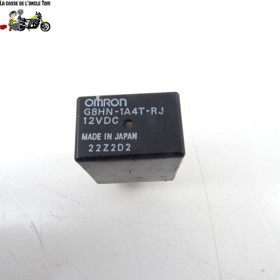 La casse de L'oncle Tom
OMRON
G8HN-1A4T-RJ
12VDC
MADE IN JAPAN
22Z2D2